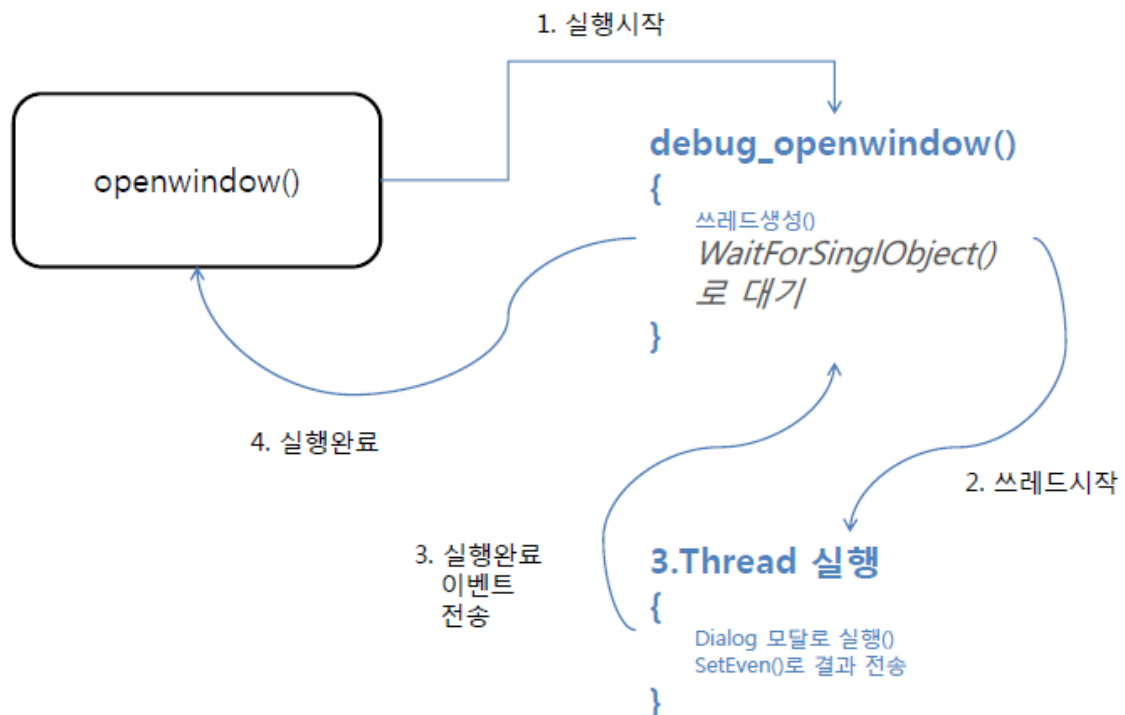 1. 실행시작
openwindow()
debug_openwindow()
{
쓰레드생성()
WaitForSinglObject()
로 대기
}
4. 실행완료
2. 쓰레드시작
3. 실행완료
이벤트
전송
3.Thread 실행
{
Dialog 모달로 실행()
SetEven()로 결과 전송
}